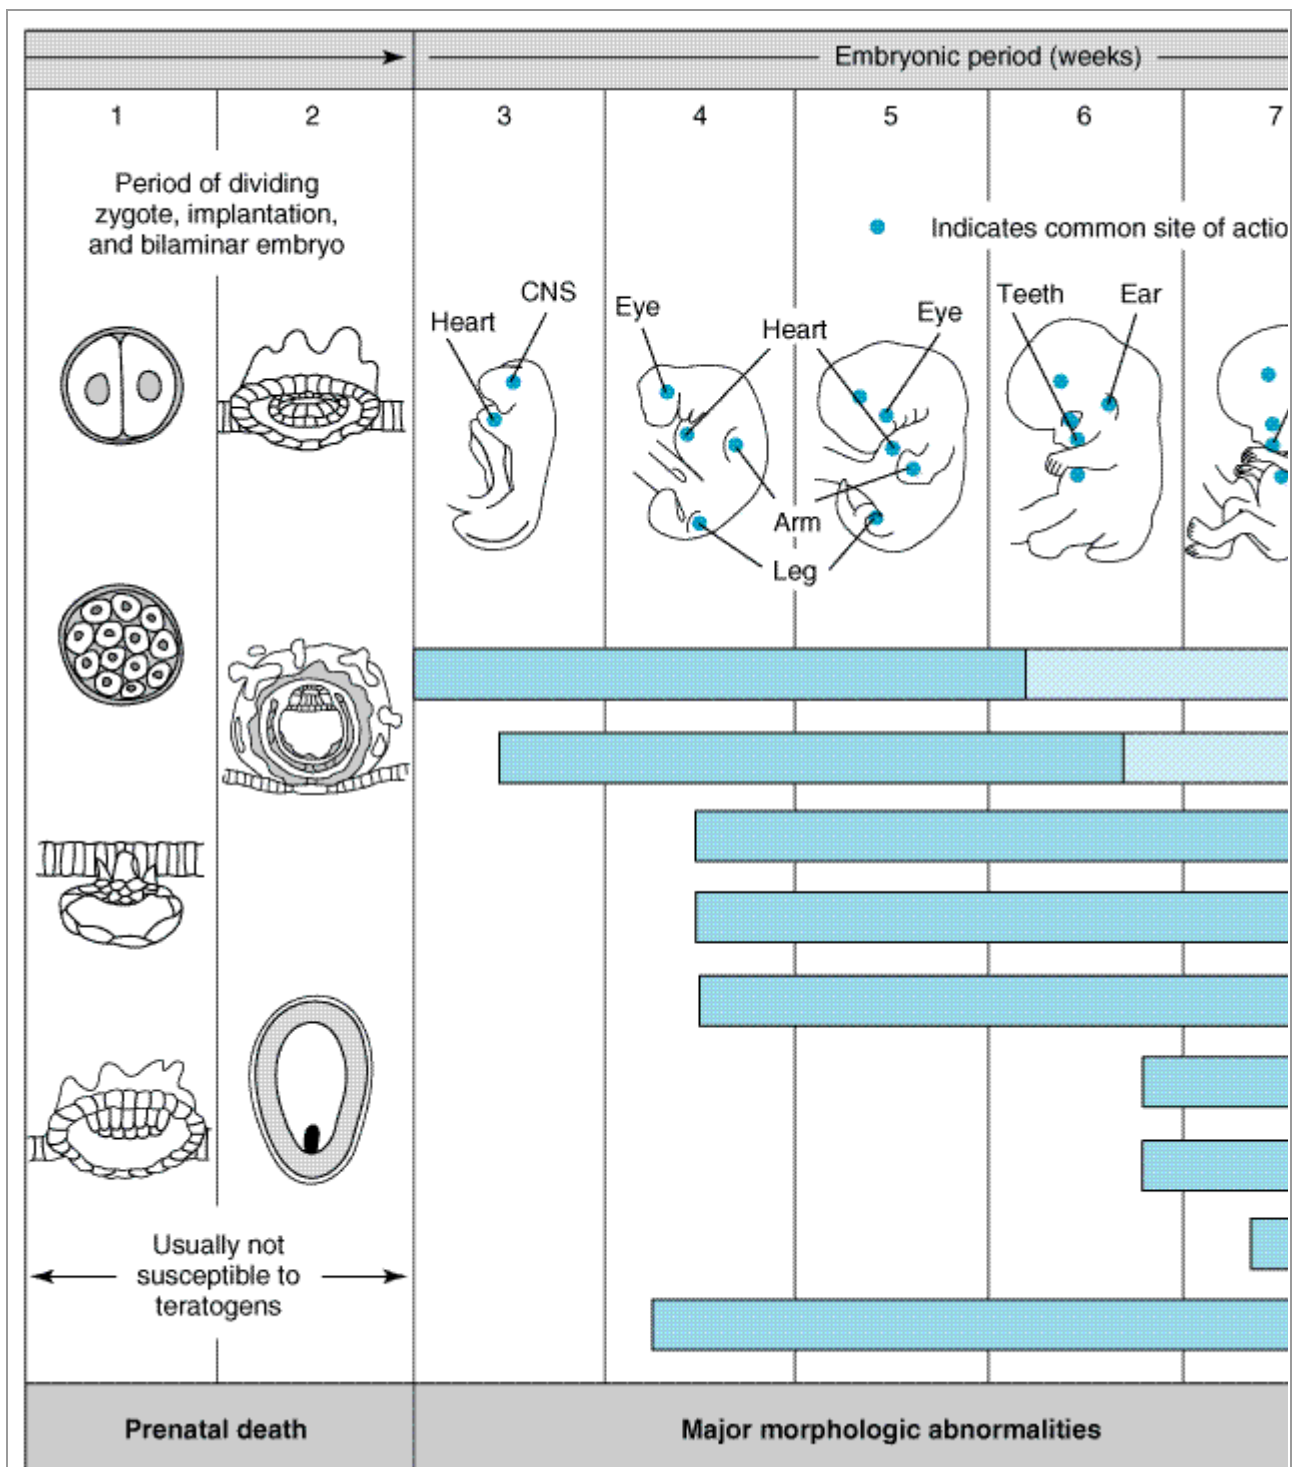 Embryonic period (weeks)
1
2
3
4
5
6
7
Period of dividing
zygote, implantation,
and bilaminar embryo
Indicates common site of actio
CNS
Heart
Eye
Heart
Eye
Teeth
Ear
Arm
Leg
Usually not
susceptible to
teratogens
Prenatal death
Major morphologic abnormalities